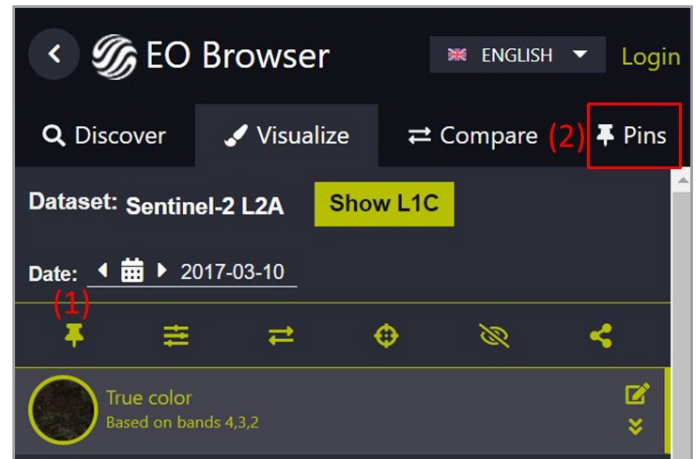 EO Browser ENGLISH Login
Discover Visualize Compare (2) Pins
Dataset: Sentinel-2 L2A Show L1C
Date: 2017-03-10
(1)
True color
Based on bands 4,3,2